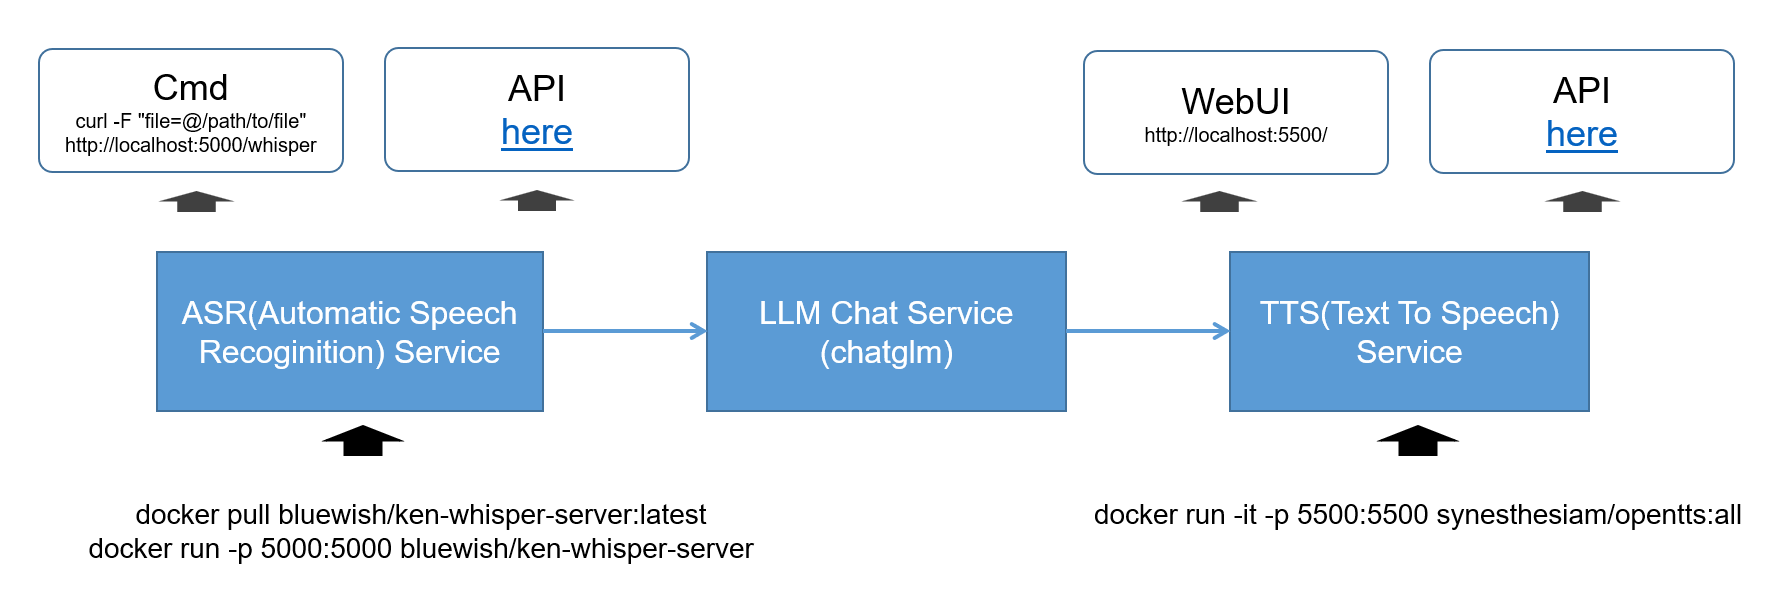 Cmd
curl -F "file=@/path/to/file"
http://localhost:5000/whisper
API
here
WebUI
http://localhost:5500/
API
here
ASR(Automatic Speech
Recoginition) Service
LLM Chat Service
(chatglm)
TTS(Text To Speech)
Service
docker pull bluewish/ken-whisper-server:latest
docker run -p 5000:5000 bluewish/ken-whisper-server
docker run -it -p 5500:5500 synesthesiam/opentts:all